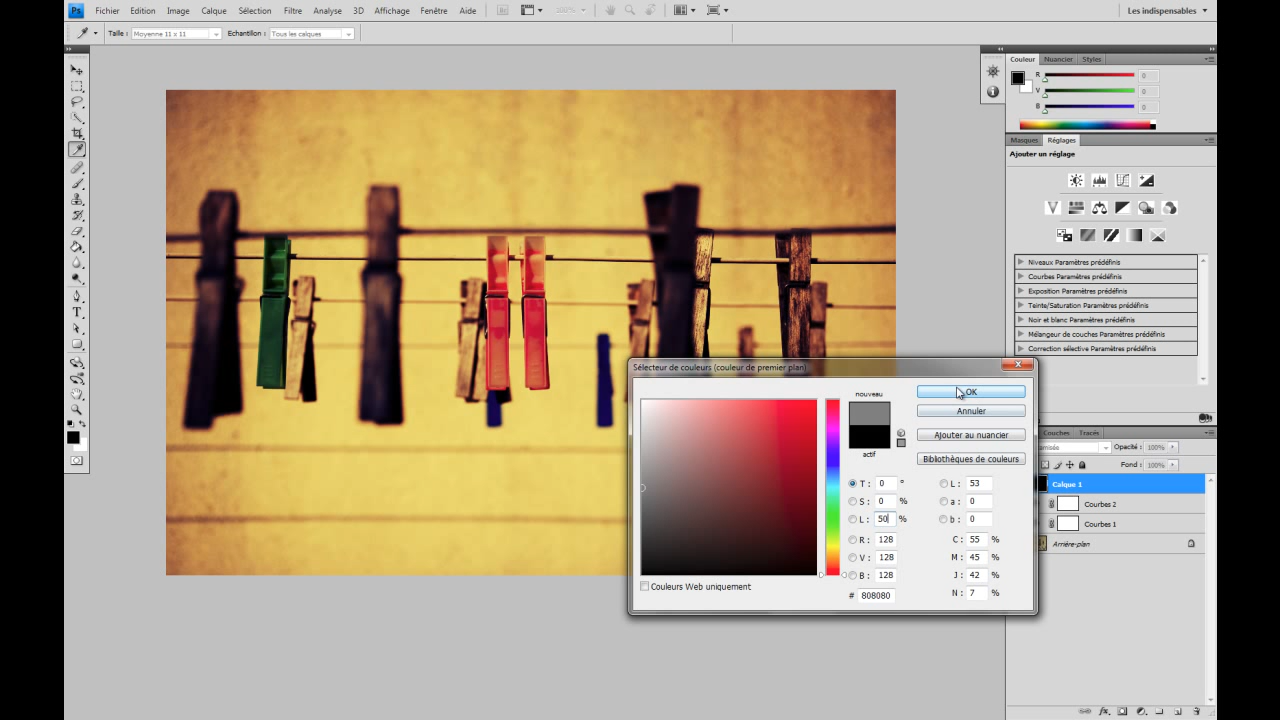 Ps Fichier Edition Image Calque Sélection Filtre Analyse 3D Affichage Fenêtre Aide Br 100% Les indispensables
Taille : Moyenne 11 x 11 Echantillon : Tous les calques
Couleur Nuancier Styles
R 0
V 0
B 0
Masques Réglages
Ajouter un réglage
Niveaux Paramètres prédéfinis
Courbes Paramètres prédéfinis
Exposition Paramètres prédéfinis
Teinte/Saturation Paramètres prédéfinis
Noir et blanc Paramètres prédéfinis
Mélangeur de couches Paramètres prédéfinis
Correction sélective Paramètres prédéfinis
Sélecteur de couleurs (couleur de premier plan)
nouveau
actif
OK
Annuler
Ajouter au nuancier
Bibliothèques de couleurs
T : 0 ° L : 53
S : 0 % a : 0
L : 50 % b : 0
R : 128 C : 55 %
V : 128 M : 45 %
B : 128 J : 42 %
# 808080 N : 7 %
Couleurs Web uniquement
Couches Tracés
Opacité : 100%
Fond : 100%
Calque 1
Courbes 2
Courbes 1
Arrière-plan